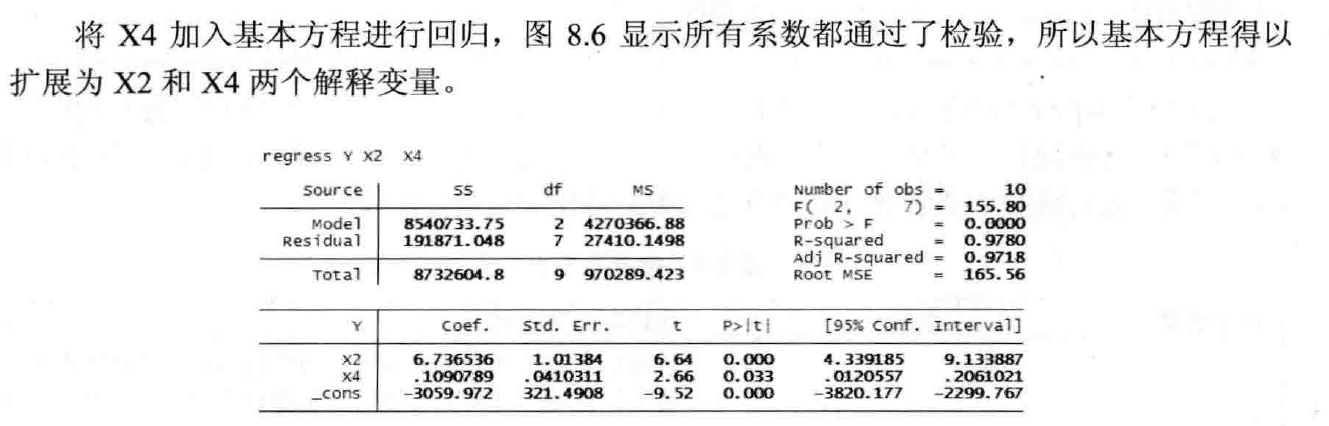 将 X4 加入基本方程进行回归，图 8.6 显示所有系数都通过了检验，所以基本方程得以
扩展为 X2 和 X4 两个解释变量。
regress Y X2 X4
Source SS df MS Number of obs = 10
F( 2, 7) = 155.80
Model 8540733.75 2 4270366.88 Prob > F = 0.0000
Residual 191871.048 7 27410.1498 R-squared = 0.9780
Adj R-squared = 0.9718
Total 8732604.8 9 970289.423 Root MSE = 165.56
Y Coef. Std. Err. t P>|t| [95% Conf. Interval]
X2 6.736536 1.01384 6.64 0.000 4.339185 9.133887
X4 .1090789 .0410311 2.66 0.033 .0120557 .2061021
_cons -3059.972 321.4908 -9.52 0.000 -3820.177 -2299.767